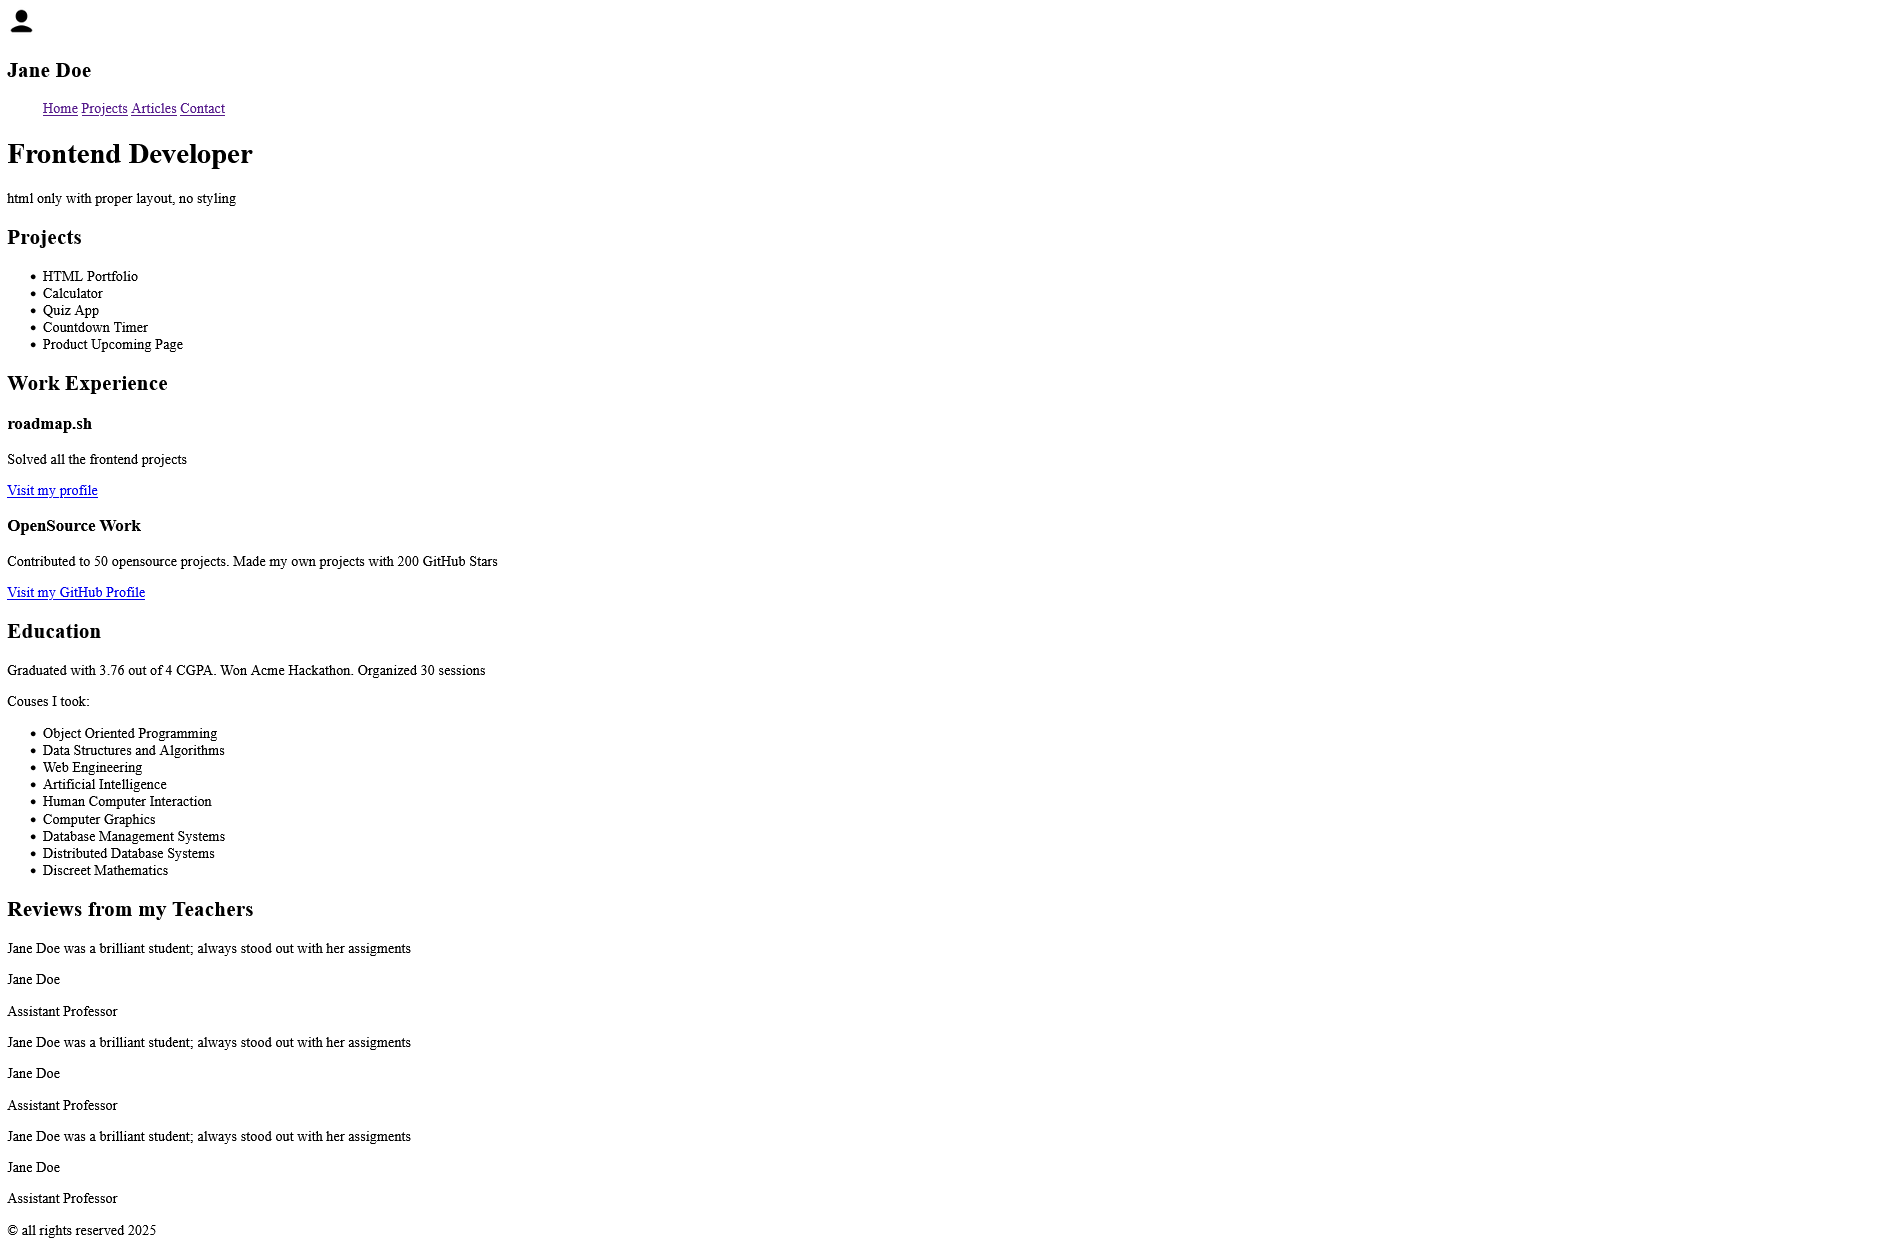 Jane Doe
Home Projects Articles Contact
Frontend Developer
html only with proper layout, no styling
Projects
HTML Portfolio
Calculator
Quiz App
Countdown Timer
Product Upcoming Page
Work Experience
roadmap.sh
Solved all the frontend projects
Visit my profile
OpenSource Work
Contributed to 50 opensource projects. Made my own projects with 200 GitHub Stars
Visit my GitHub Profile
Education
Graduated with 3.76 out of 4 CGPA. Won Acme Hackathon. Organized 30 sessions
Couses I took:
Object Oriented Programming
Data Structures and Algorithms
Web Engineering
Artificial Intelligence
Human Computer Interaction
Computer Graphics
Database Management Systems
Distributed Database Systems
Discreet Mathematics
Reviews from my Teachers
Jane Doe was a brilliant student; always stood out with her assigments
Jane Doe
Assistant Professor
Jane Doe was a brilliant student; always stood out with her assigments
Jane Doe
Assistant Professor
Jane Doe was a brilliant student; always stood out with her assigments
Jane Doe
Assistant Professor
© all rights reserved 2025